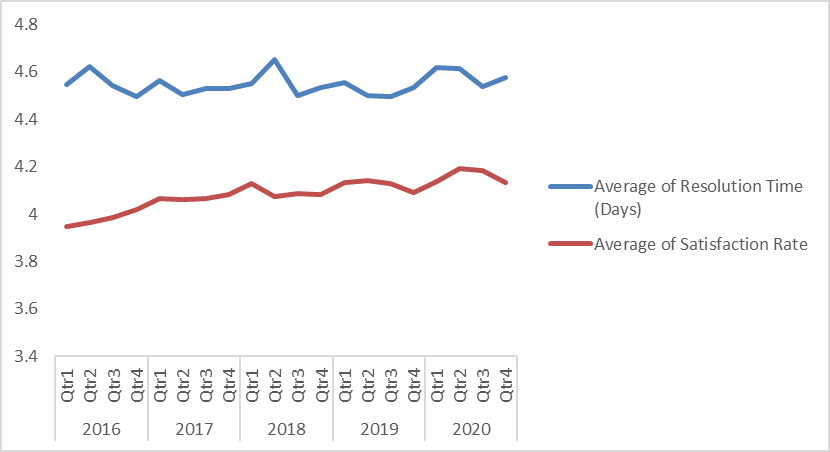 4.8
4.6
4.4
4.2
4
3.8
3.6
3.4
Qtr1 Qtr2 Qtr3 Qtr4 Qtr1 Qtr2 Qtr3 Qtr4 Qtr1 Qtr2 Qtr3 Qtr4 Qtr1 Qtr2 Qtr3 Qtr4 Qtr1 Qtr2 Qtr3 Qtr4
2016 2017 2018 2019 2020
Average of Resolution Time
(Days)
Average of Satisfaction Rate